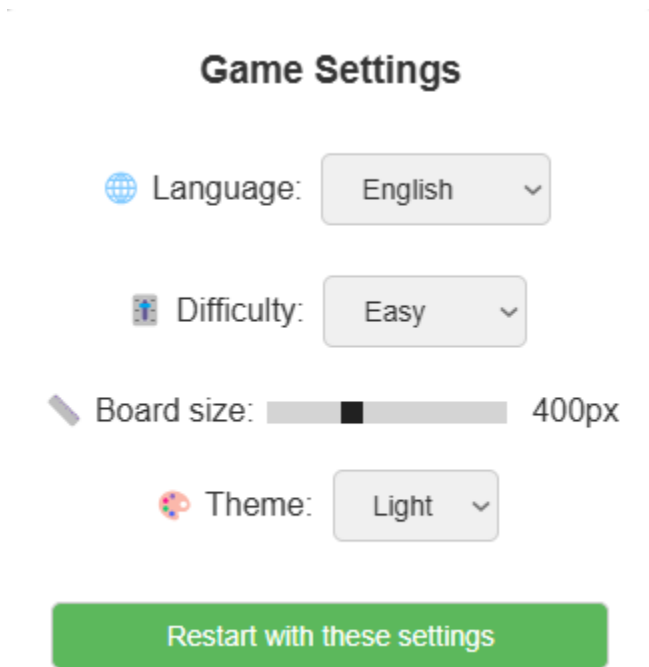 Game Settings
Language: English
Difficulty: Easy
Board size: 400px
Theme: Light
Restart with these settings